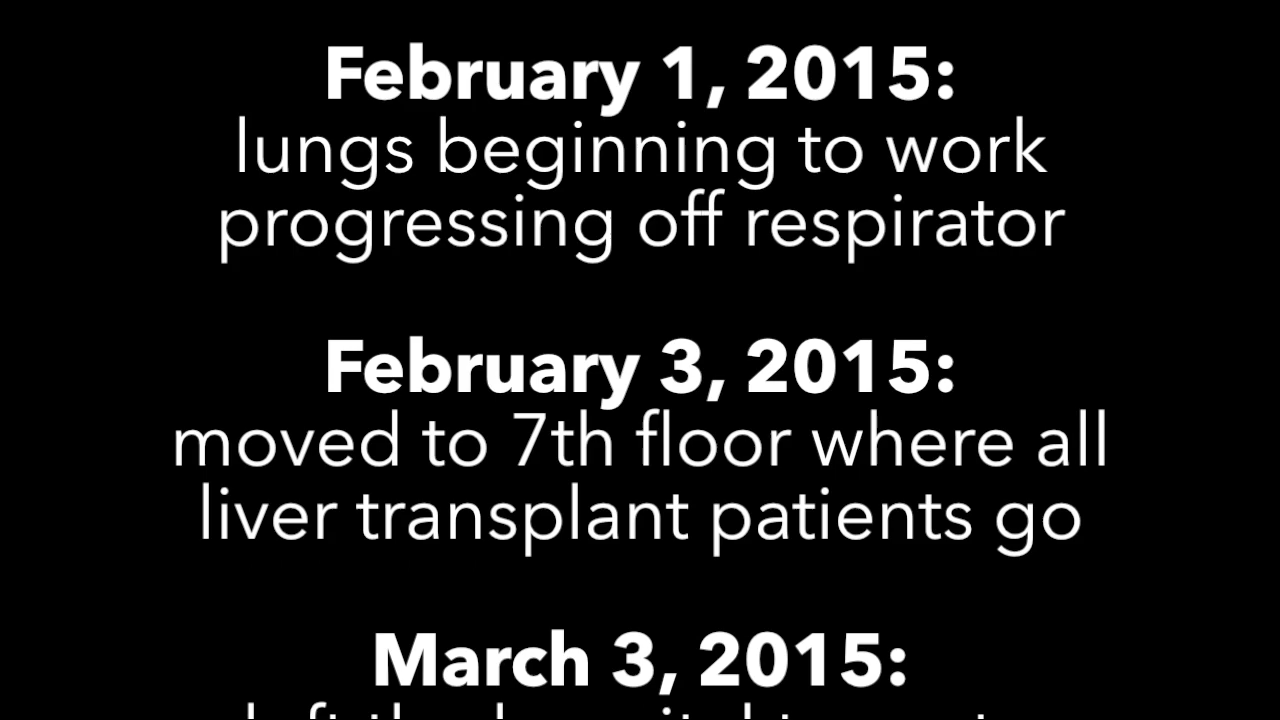 February 1, 2015:
lungs beginning to work
progressing off respirator
February 3, 2015:
moved to 7th floor where all
liver transplant patients go
March 3, 2015: